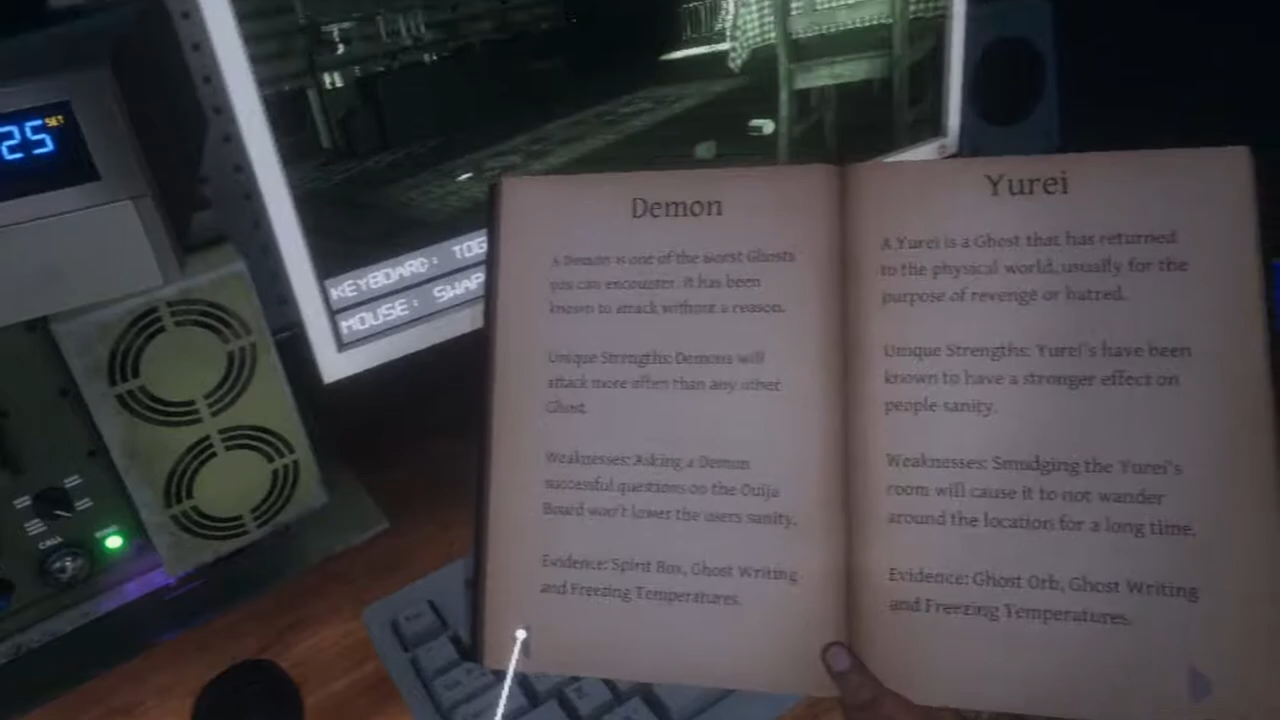 25 SET
KEYBOARD: TOG
MOUSE: SWAP
CALL
Demon
A Demon is one of the worst Ghosts
you can encounter. It has been
known to attack without a reason.
Unique Strengths: Demons will
attack more often than any other
Ghost.
Weaknesses: Asking a Demon
successful questions on the Ouija
Board won't lower the users sanity.
Evidence: Spirit Box, Ghost Writing
and Freezing Temperatures.
Yurei
A Yurei is a Ghost that has returned
to the physical world, usually for the
purpose of revenge or hatred.
Unique Strengths: Yurei's have been
known to have a stronger effect on
people sanity.
Weaknesses: Smudging the Yurei's
room will cause it to not wander
around the location for a long time.
Evidence: Ghost Orb, Ghost Writing
and Freezing Temperatures.